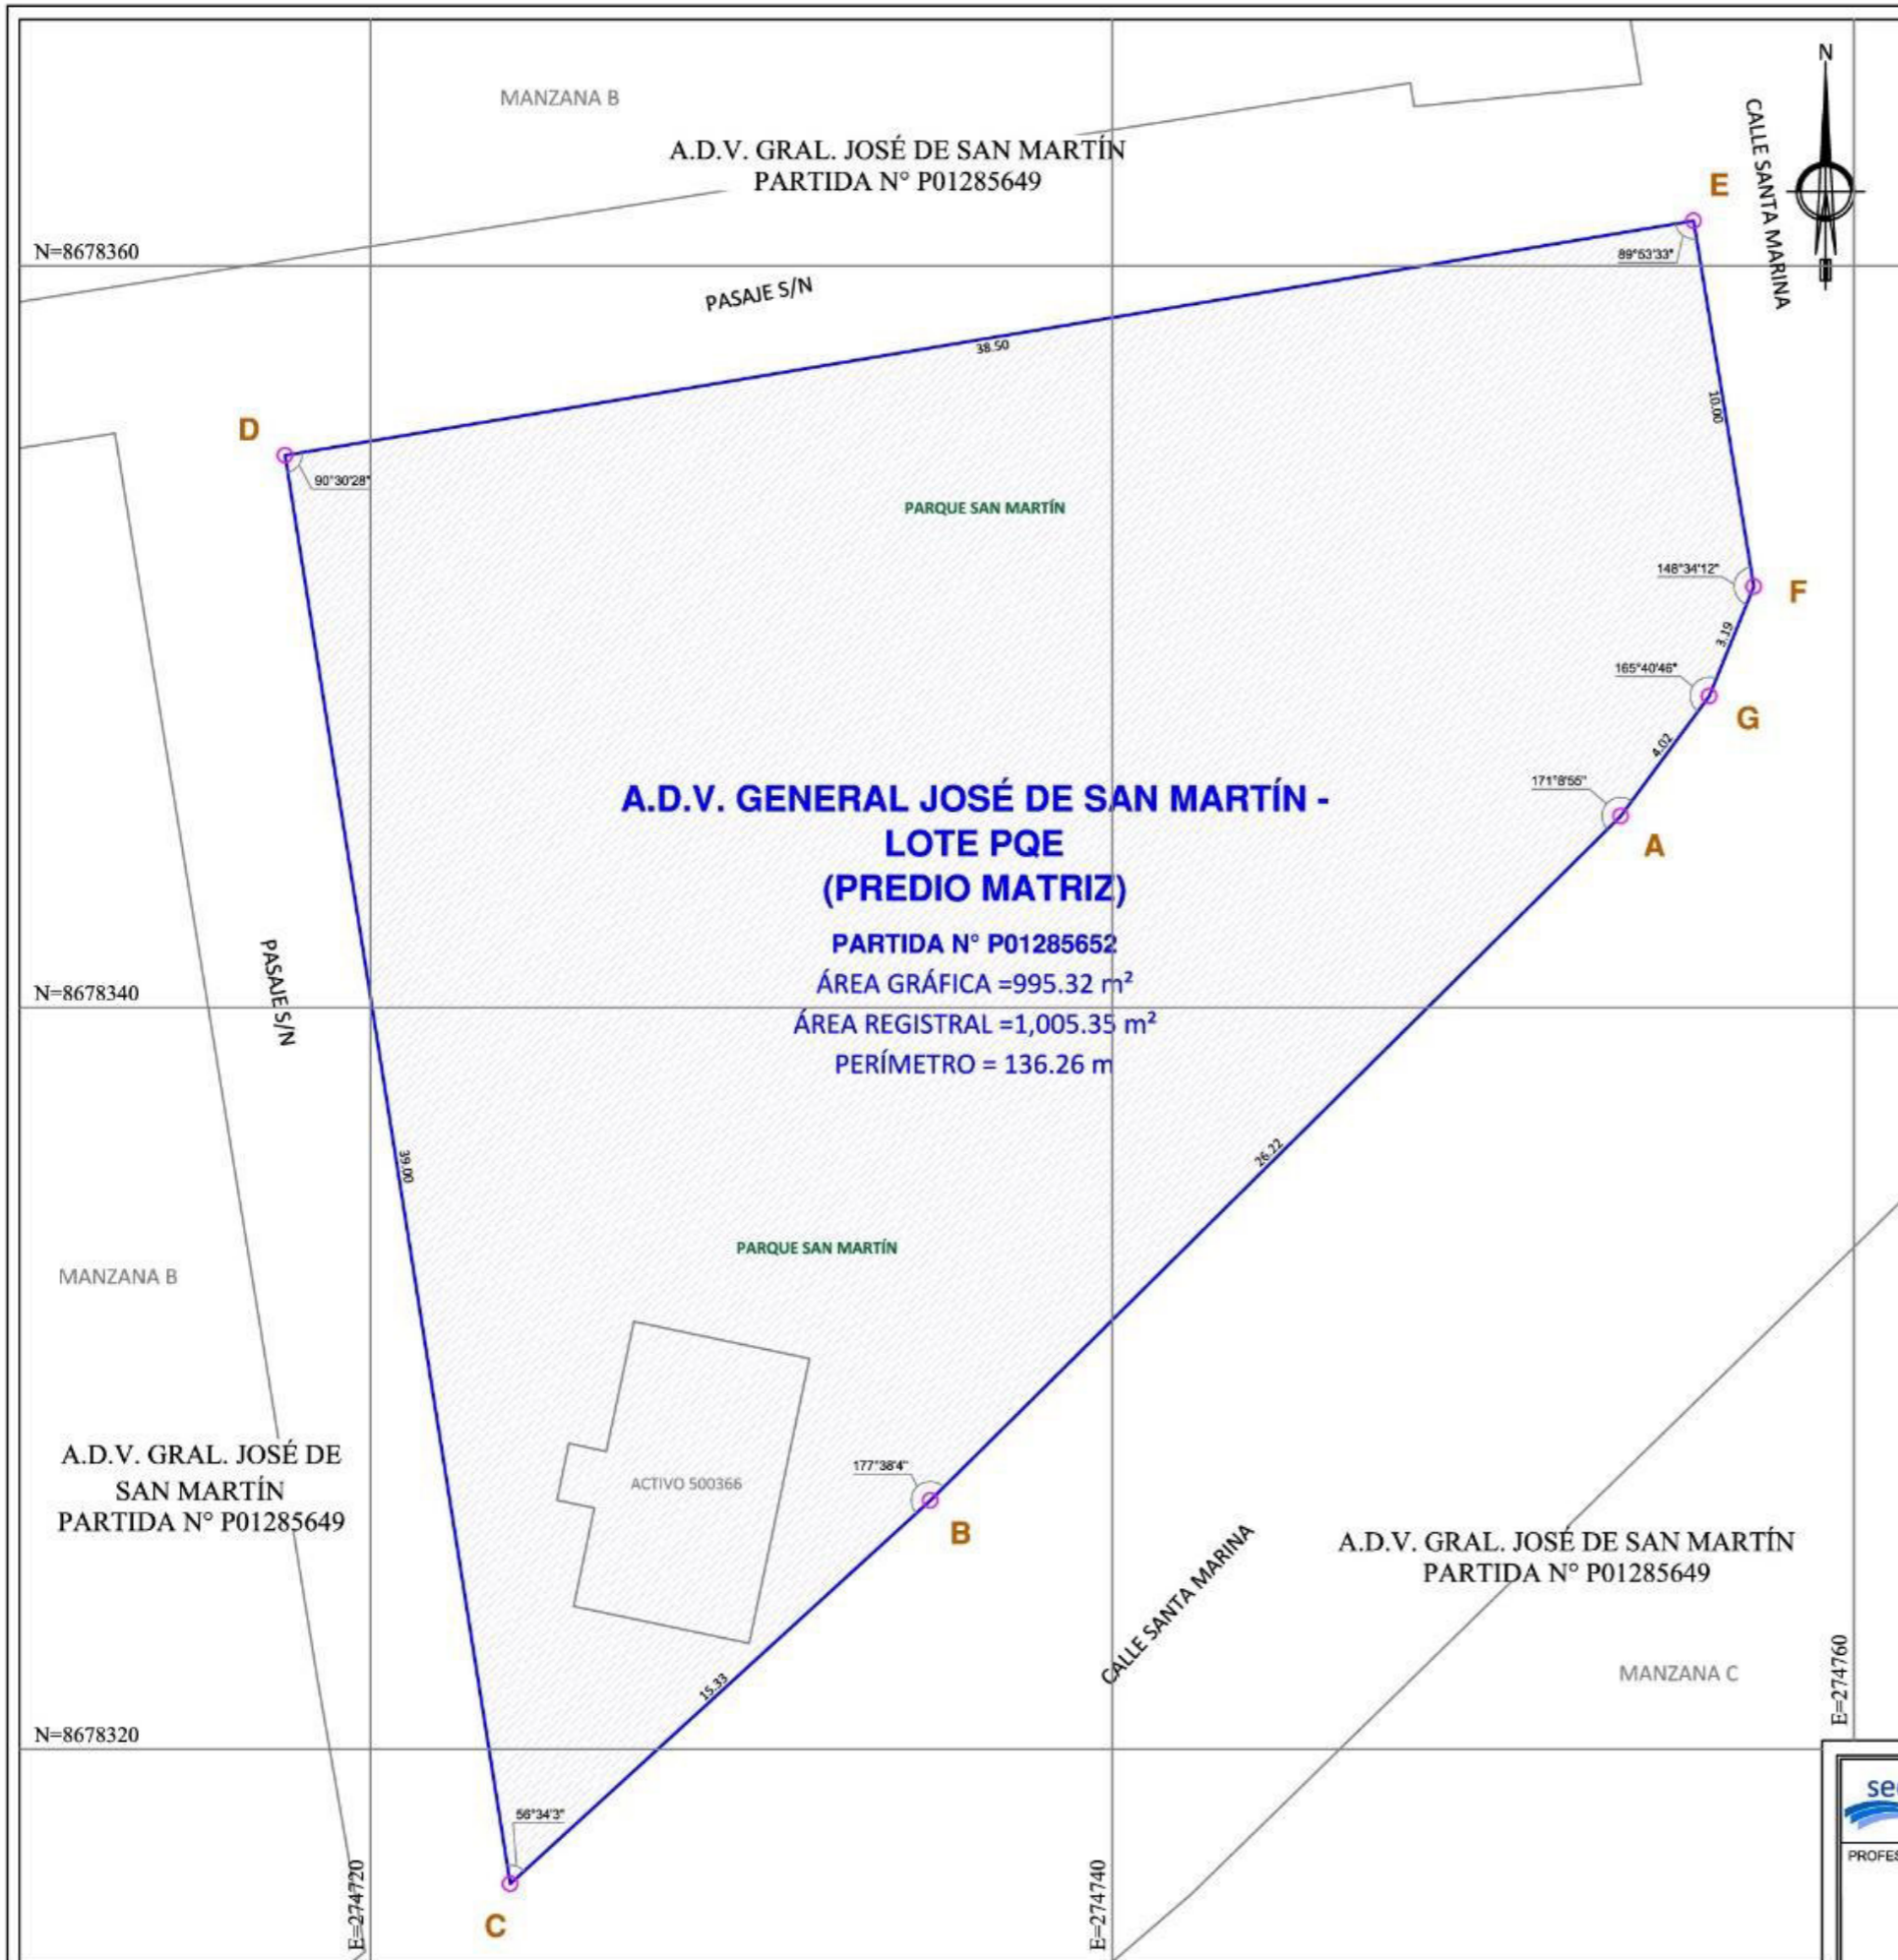 MANZANA B
A.D.V. GRAL. JOSÉ DE SAN MARTÍN
PARTIDA N° P01285649
N
CALLE SANTA MARINA
E
N=8678360
89°53'33"
PASAJE S/N
38.50
10.00
D
90°30'28"
PARQUE SAN MARTÍN
148°34'12"
F
3.19
165°40'46"
G
4.02
171°8'55"
A
A.D.V. GENERAL JOSÉ DE SAN MARTÍN -
LOTE PQE
(PREDIO MATRIZ)
PARTIDA N° P01285652
ÁREA GRÁFICA =995.32 m²
ÁREA REGISTRAL =1,005.35 m²
PERÍMETRO = 136.26 m
PASAJE S/N
N=8678340
39.00
26.22
PARQUE SAN MARTÍN
MANZANA B
A.D.V. GRAL. JOSÉ DE
SAN MARTÍN
PARTIDA N° P01285649
ACTIVO 500366
177°38'4"
B
CALLE SANTA MARINA
A.D.V. GRAL. JOSÉ DE SAN MARTÍN
PARTIDA N° P01285649
MANZANA C
E=274760
15.33
N=8678320
56°34'3"
C
E=274720
E=274740
PROFES